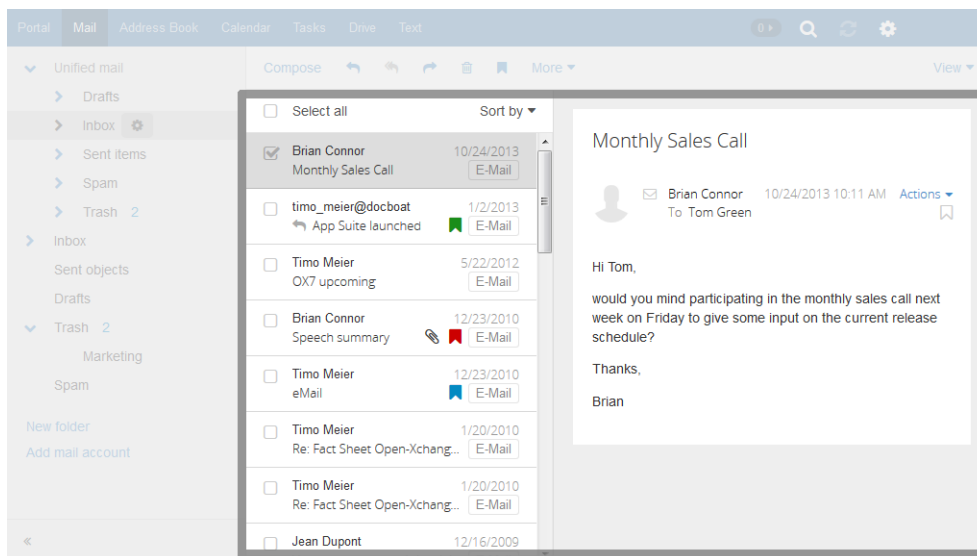 Portal Mail Address Book Calendar Tasks Drive Text 0
Unified mail
Drafts
Inbox
Sent items
Spam
Trash 2
Inbox
Sent objects
Drafts
Trash 2
Marketing
Spam
New folder
Add mail account
Compose More View
Select all Sort by
Brian Connor 10/24/2013
Monthly Sales Call E-Mail
timo_meier@docboat 1/2/2013
App Suite launched E-Mail
Timo Meier 5/22/2012
OX7 upcoming E-Mail
Brian Connor 12/23/2010
Speech summary E-Mail
Timo Meier 12/23/2010
eMail E-Mail
Timo Meier 1/20/2010
Re: Fact Sheet Open-Xchang... E-Mail
Timo Meier 1/20/2010
Re: Fact Sheet Open-Xchang... E-Mail
Jean Dupont 12/16/2009
Monthly Sales Call
Brian Connor 10/24/2013 10:11 AM Actions
To Tom Green
Hi Tom,
would you mind participating in the monthly sales call next
week on Friday to give some input on the current release
schedule?
Thanks,
Brian